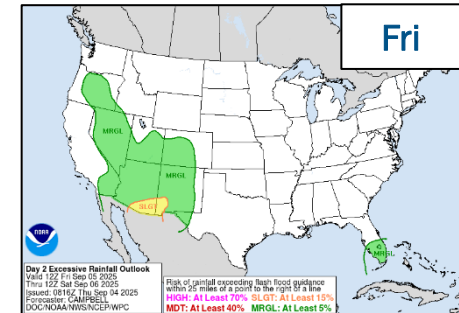 Fri
MRGL
MRGL
SLGT
MRGL
NOAA
Day 2 Excessive Rainfall Outlook
Valid 12Z Fri Sep 05 2025
Thru 12Z Sat Sep 06 2025
Issued: 0816Z Thu Sep 04 2025
Forecaster: CAMPBELL
DOC/NOAA/NWS/NCEP/WPC
Risk of rainfall exceeding flash flood guidance
within 25 miles of a point to the right of a line
HIGH: At Least 70% SLGT: At Least 15%
MDT: At Least 40% MRGL: At Least 5%